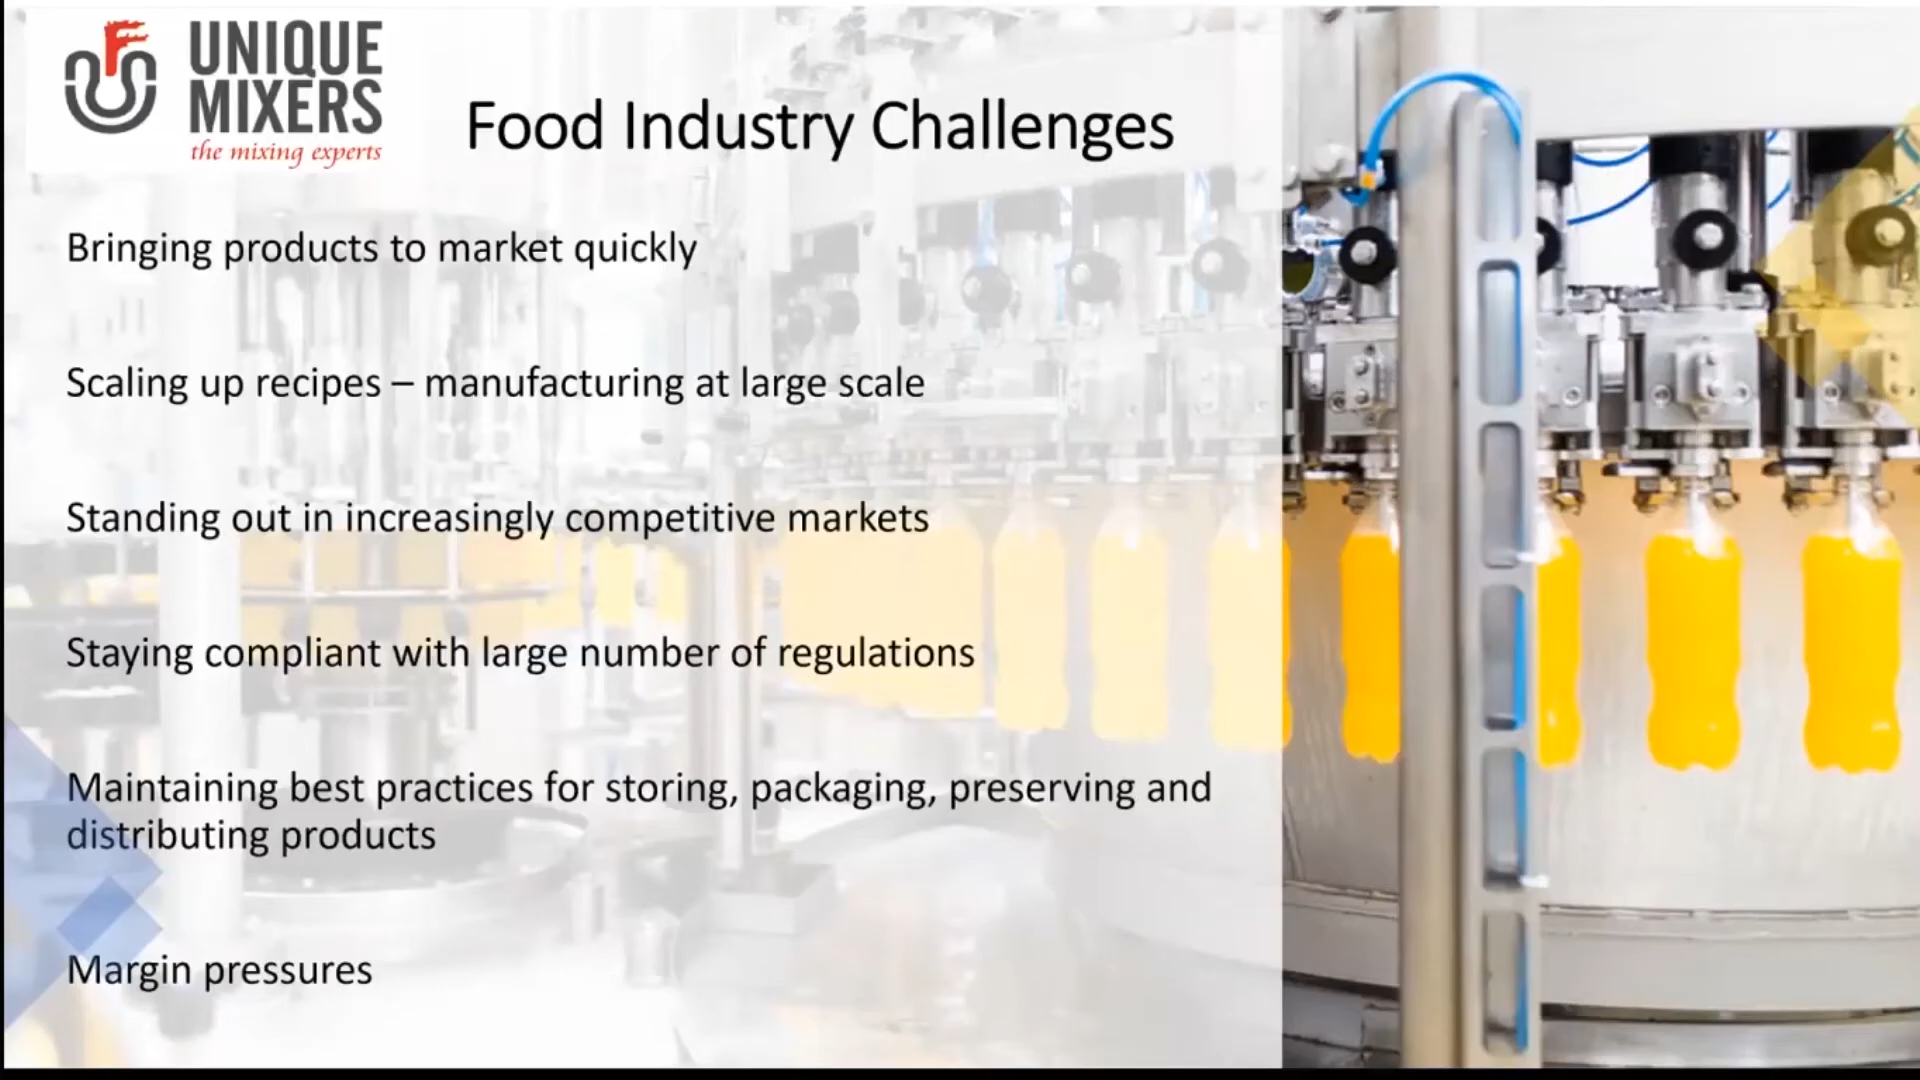 UNIQUE
MIXERS
the mixing experts
Food Industry Challenges
Bringing products to market quickly
Scaling up recipes – manufacturing at large scale
Standing out in increasingly competitive markets
Staying compliant with large number of regulations
Maintaining best practices for storing, packaging, preserving and
distributing products
Margin pressures